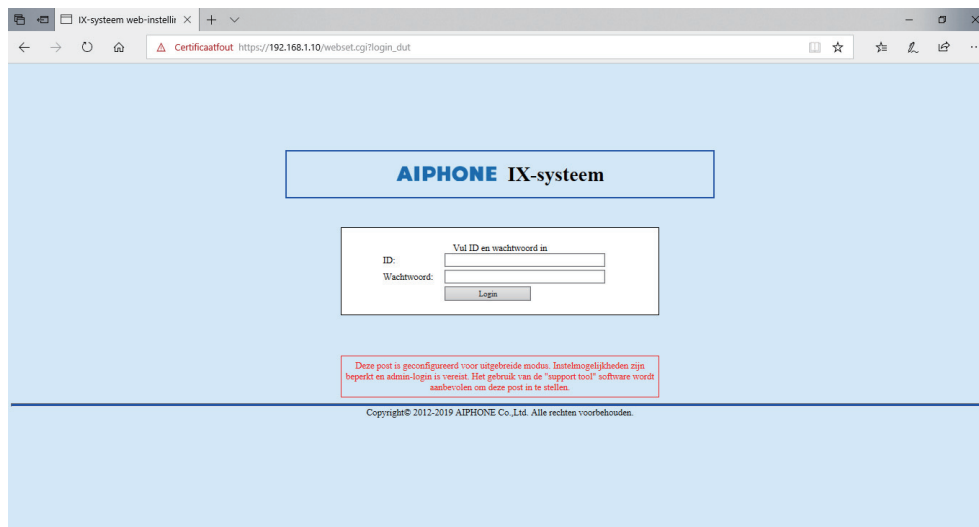 IX-systeem web-instellir
Certificaatfout https://192.168.1.10/webset.cgi?login_dut
AIPHONE IX-systeem
Vul ID en wachtwoord in
ID:
Wachtwoord:
Login
Deze post is geconfigureerd voor uitgebreide modus. Instelmogelijkheden zijn
beperkt en admin-login is vereist. Het gebruik van de "support tool" software wordt
aanbevolen om deze post in te stellen.
Copyright© 2012-2019 AIPHONE Co.,Ltd. Alle rechten voorbehouden.